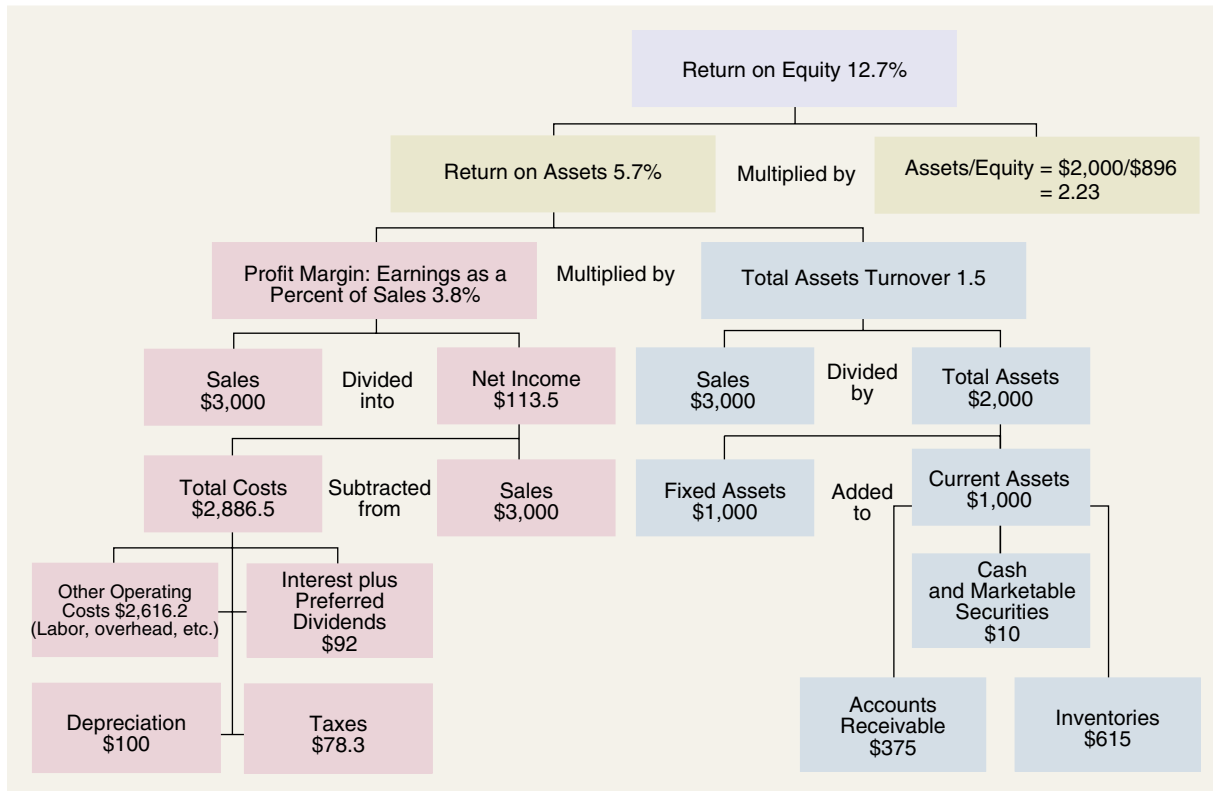 Return on Equity 12.7%
Return on Assets 5.7%
Multiplied by
Assets/Equity = $2,000/$896
= 2.23
Profit Margin: Earnings as a
Percent of Sales 3.8%
Multiplied by
Total Assets Turnover 1.5
Sales
$3,000
Divided
into
Net Income
$113.5
Sales
$3,000
Divided
by
Total Assets
$2,000
Total Costs
$2,886.5
Subtracted
from
Sales
$3,000
Fixed Assets
$1,000
Added
to
Current Assets
$1,000
Other Operating
Costs $2,616.2
(Labor, overhead, etc.)
Interest plus
Preferred
Dividends
$92
Cash
and Marketable
Securities
$10
Depreciation
$100
Taxes
$78.3
Accounts
Receivable
$375
Inventories
$615